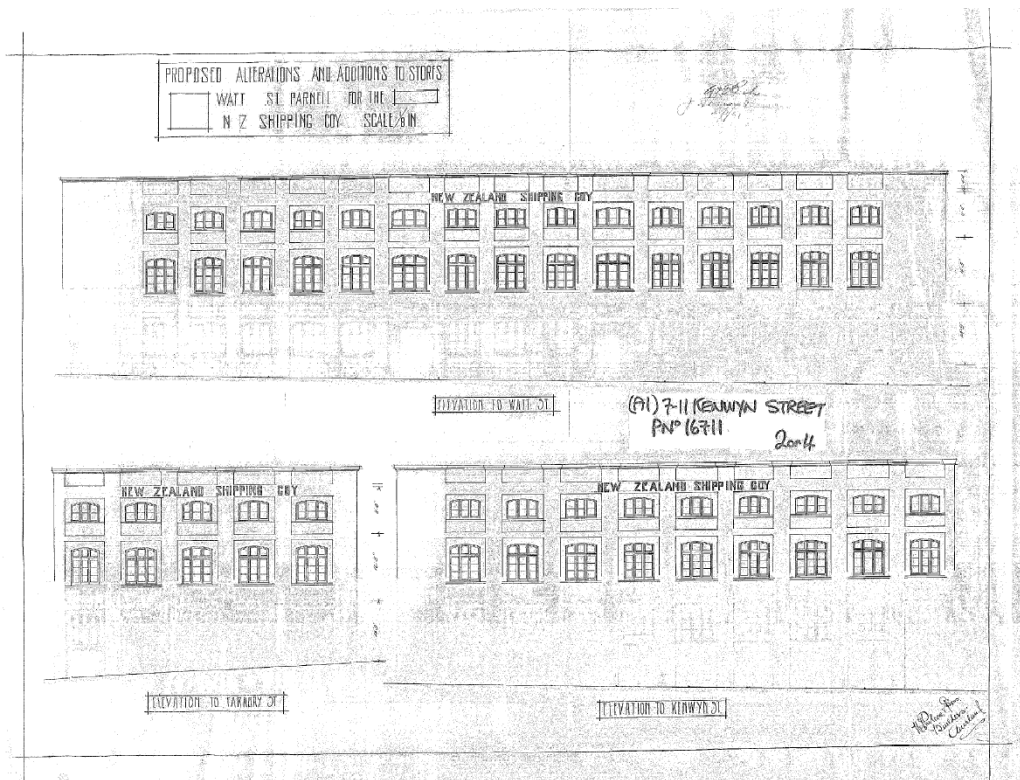 PROPOSED ALTERATIONS AND ADDITIONS TO STORES
WATT ST PARNELL FOR THE
N Z SHIPPING COY SCALE 1/8 IN
NEW ZEALAND SHIPPING COY
ELEVATION TO WATT ST
(A1) 7-11 KENWYN STREET
PNº 16711
2 of 4
NEW ZEALAND SHIPPING COY
NEW ZEALAND SHIPPING COY
ELEVATION TO FARAHRY ST
ELEVATION TO KENWYN ST
Builders